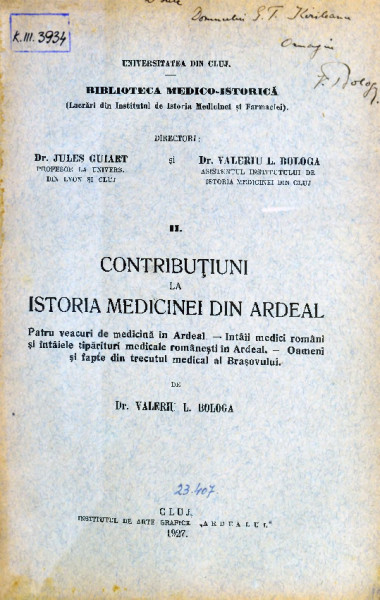 K.III. 3934
Domnului G. T. Kirileanu
Omagiu
V. Bologa
UNIVERSITATEA DIN CLUJ.
BIBLIOTECA MEDICO-ISTORICĂ
(Lucrări din Institutul de Istoria Medicinei și Farmaciei).
DIRECTORI:
Dr. JULES GUIART și Dr. VALERIU L. BOLOGA
PROFESOR LA UNIVERS. ASISTENTUL INSTITUTULUI DE
DIN LYON ȘI CLUJ ISTORIA MEDICINEI DIN CLUJ
II.
CONTRIBUȚIUNI
LA
ISTORIA MEDICINEI DIN ARDEAL
Patru veacuri de medicină în Ardeal. — Întâii medici români
și întâiele tipărituri medicale românești în Ardeal. — Oameni
și fapte din trecutul medical al Brașovului.
DE
Dr. VALERIU L. BOLOGA
23.407
CLUJ,
INSTITUTUL DE ARTE GRAFICE „ARDEALUL"
1927.